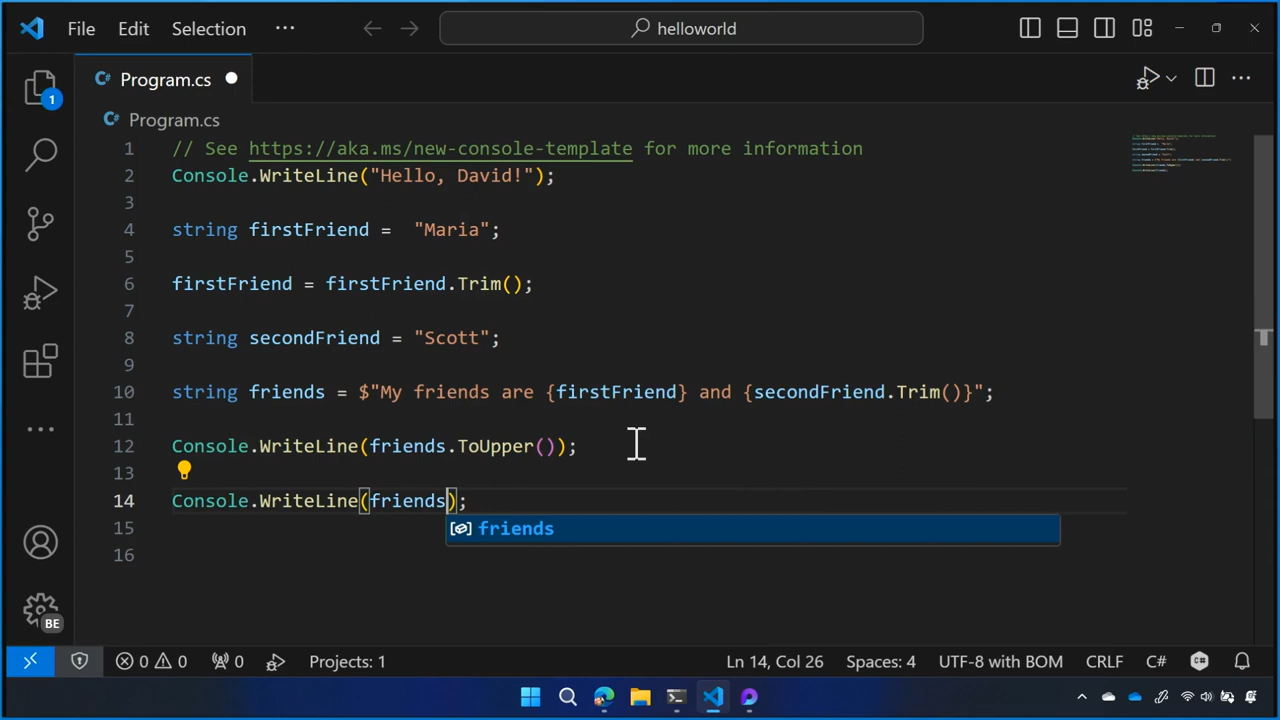 File Edit Selection ··· helloworld
C# Program.cs
C# Program.cs
1 // See https://aka.ms/new-console-template for more information
2 Console.WriteLine("Hello, David!");
3
4 string firstFriend =  "Maria";
5
6 firstFriend = firstFriend.Trim();
7
8 string secondFriend = "Scott";
9
10 string friends = $"My friends are {firstFriend} and {secondFriend.Trim()}";
11
12 Console.WriteLine(friends.ToUpper());
13
14 Console.WriteLine(friends);
friends
15
16
1
BE
0 0 0 Projects: 1 Ln 14, Col 26 Spaces: 4 UTF-8 with BOM CRLF C#